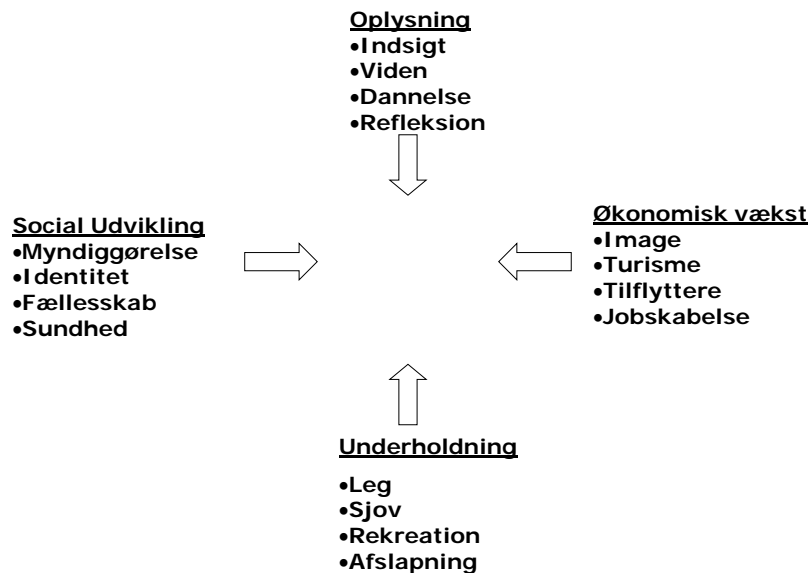 Oplysning
•Indsigt
•Viden
•Dannelse
•Refleksion
Social Udvikling
•Myndiggørelse
•Identitet
•Fællesskab
•Sundhed
Økonomisk vækst
•Image
•Turisme
•Tilflyttere
•Jobskabelse
Underholdning
•Leg
•Sjov
•Rekreation
•Afslapning